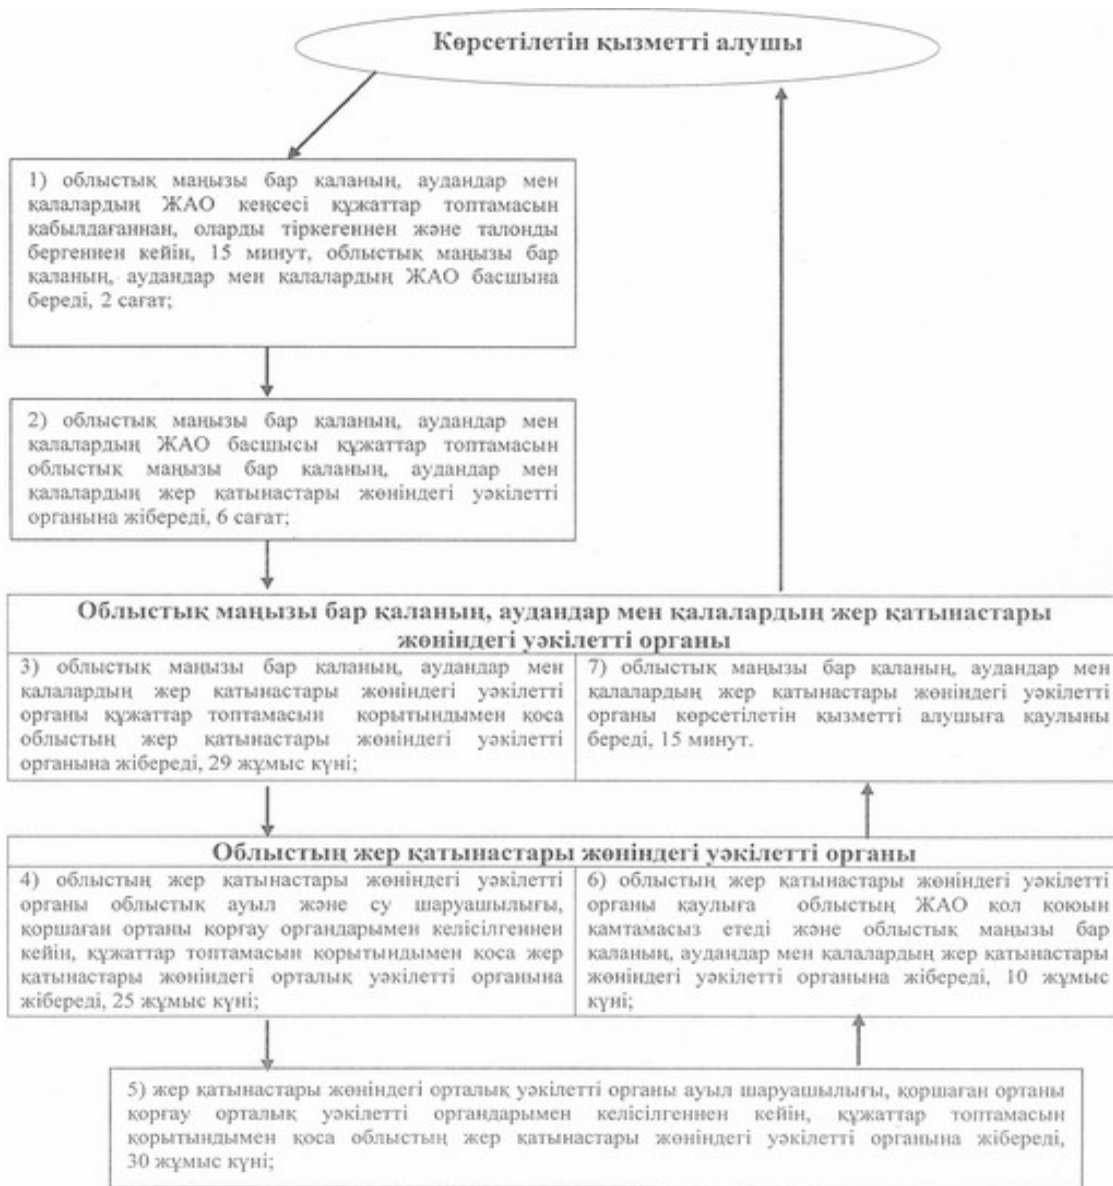 Көрсетілетін қызметті алушы
1) облыстық маңызы бар қаланың, аудандар мен
қалалардың ЖАО кеңсесі құжаттар топтамасын
қабылдағаннан, оларды тіркегеннен және талонды
бергеннен кейін, 15 минут, облыстық маңызы бар
қаланың, аудандар мен қалалардың ЖАО басшына
береді, 2 сағат;
2) облыстық маңызы бар қаланың, аудандар мен
қалалардың ЖАО басшысы құжаттар топтамасын
облыстық маңызы бар қаланың, аудандар мен
қалалардың жер қатынастары жөніндегі уәкілетті
органына жібереді, 6 сағат;
Облыстық маңызы бар қаланың, аудандар мен қалалардың жер қатынастары
жөніндегі уәкілетті органы
3) облыстық маңызы бар қаланың, аудандар мен
қалалардың жер қатынастары жөніндегі уәкілетті
органы құжаттар топтамасын қорытындымен қоса
облыстың жер қатынастары жөніндегі уәкілетті
органына жібереді, 29 жұмыс күні;
7) облыстық маңызы бар қаланың, аудандар мен
қалалардың жер қатынастары жөніндегі уәкілетті
органы көрсетілетін қызметті алушыға қаулыны
береді, 15 минут.
Облыстың жер қатынастары жөніндегі уәкілетті органы
4) облыстың жер қатынастары жөніндегі уәкілетті
органы облыстық ауыл және су шаруашылығы,
қоршаған ортаны қорғау органдарымен келісілгеннен
кейін, құжаттар топтамасын қорытындымен қоса жер
қатынастары жөніндегі орталық уәкілетті органына
жібереді, 25 жұмыс күні;
6) облыстың жер қатынастары жөніндегі уәкілетті
органы қаулыға облыстың ЖАО қол қоюын
қамтамасыз етеді және облыстық маңызы бар
қаланың, аудандар мен қалалардың жер қатынастары
жөніндегі уәкілетті органына жібереді, 10 жұмыс
күні;
5) жер қатынастары жөніндегі орталық уәкілетті органы ауыл шаруашылығы, қоршаған ортаны
қорғау орталық уәкілетті органдарымен келісілгеннен кейін, құжаттар топтамасын
қорытындымен қоса облыстың жер қатынастары жөніндегі уәкілетті органына жібереді,
30 жұмыс күні;